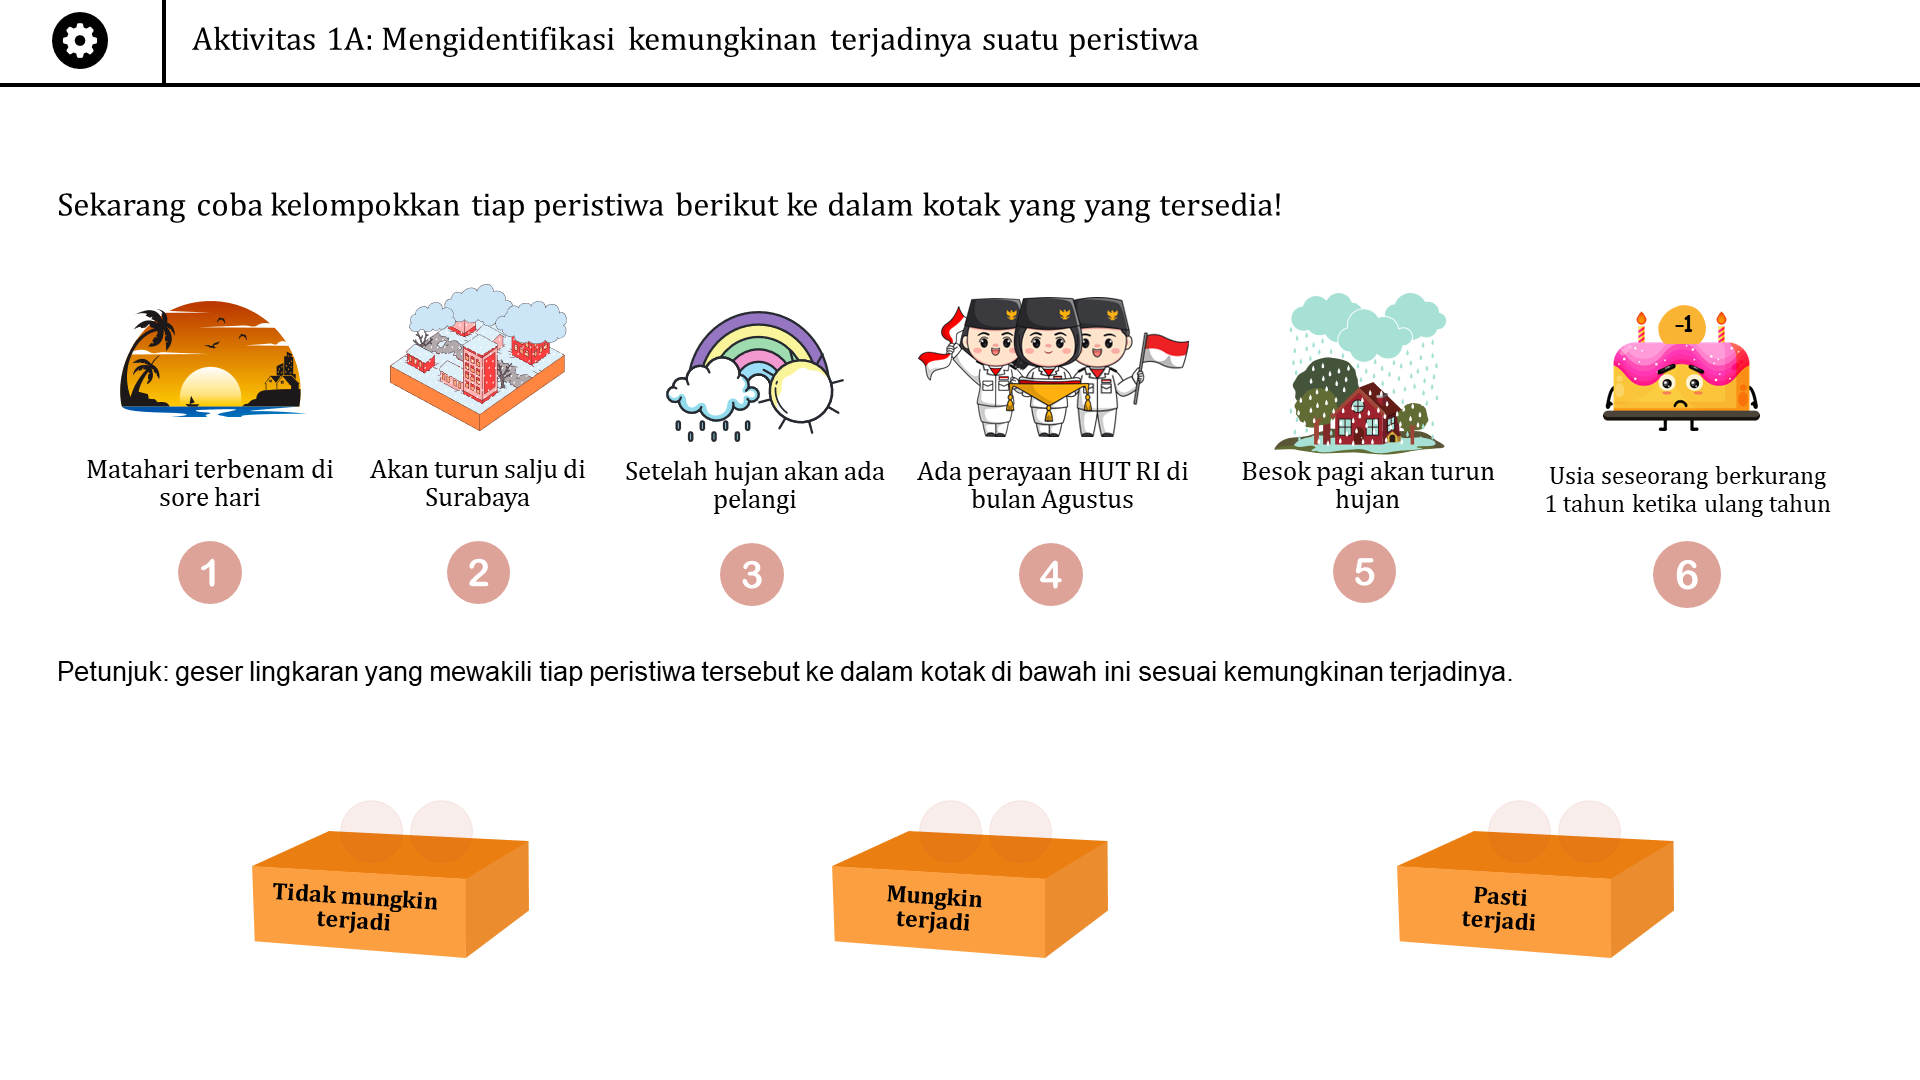 Aktivitas 1A: Mengidentifikasi kemungkinan terjadinya suatu peristiwa
Sekarang coba kelompokkan tiap peristiwa berikut ke dalam kotak yang yang tersedia!
-1
Matahari terbenam di
sore hari
Akan turun salju di
Surabaya
Setelah hujan akan ada
pelangi
Ada perayaan HUT RI di
bulan Agustus
Besok pagi akan turun
hujan
Usia seseorang berkurang
1 tahun ketika ulang tahun
1
2
3
4
5
6
Petunjuk: geser lingkaran yang mewakili tiap peristiwa tersebut ke dalam kotak di bawah ini sesuai kemungkinan terjadinya.
Tidak mungkin
terjadi
Mungkin
terjadi
Pasti
terjadi